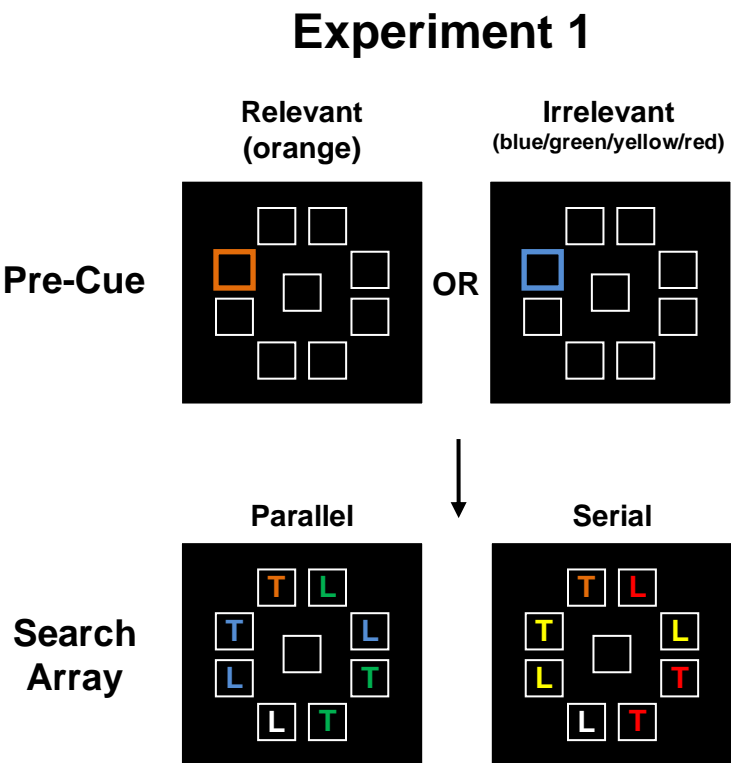 Experiment 1
Relevant
(orange)
Irrelevant
(blue/green/yellow/red)
Pre-Cue
OR
Parallel
Serial
Search
Array
T L
T L
L T
L T
T L
T L
L T
L T